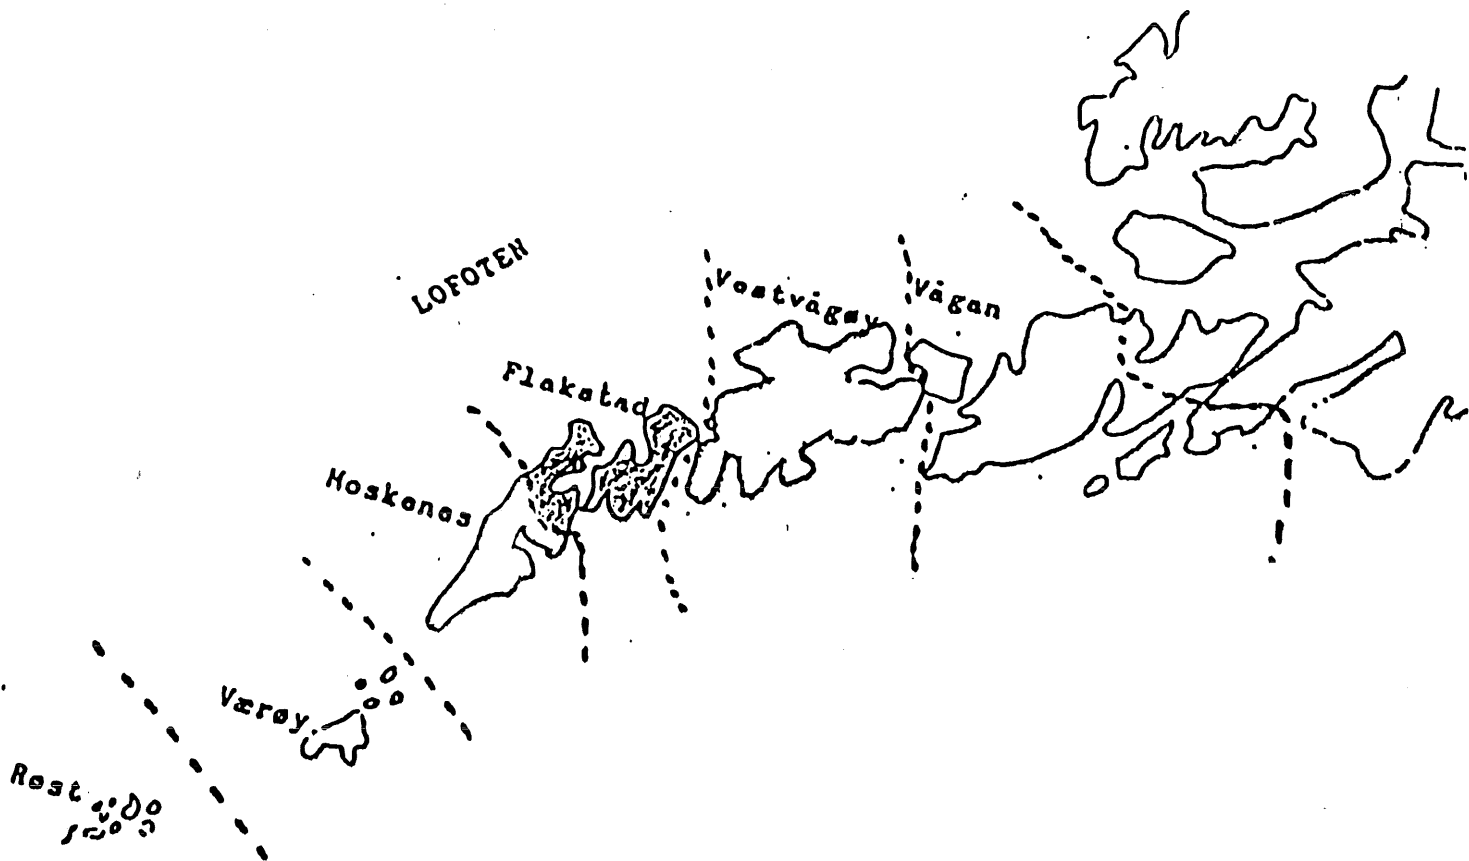 LOFOTEN
Vestvågøy
Vågan
Flakstad
Moskenes
Værøy
Røst